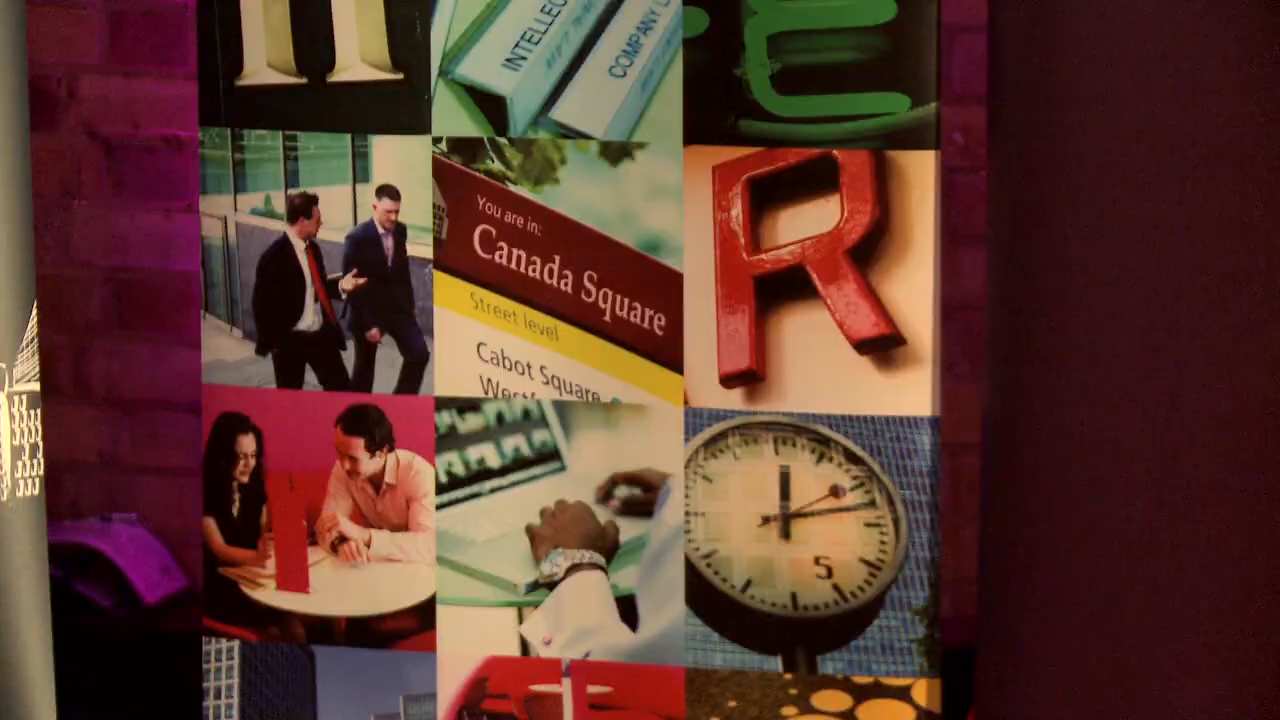 H
INTELLEC
COMPANY L
E
You are in:
Canada Square
Street level
Cabot Square
R
5